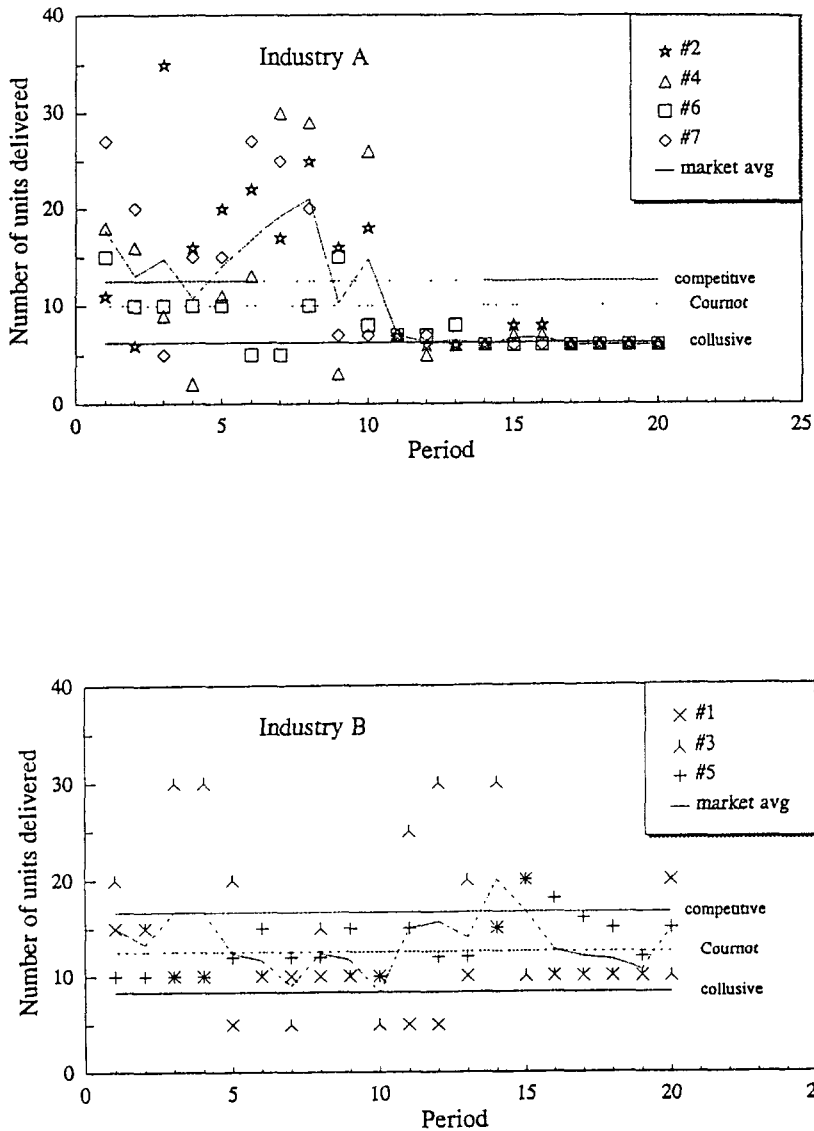 40
30
20
10
0
Number of units delivered
Industry A
#2
#4
#6
#7
market avg
competitive
Cournot
collusive
0 5 10 15 20 25
Period
40
30
20
10
0
Number of units delivered
Industry B
#1
#3
#5
market avg
competitive
Cournot
collusive
0 5 10 15 20 2
Period